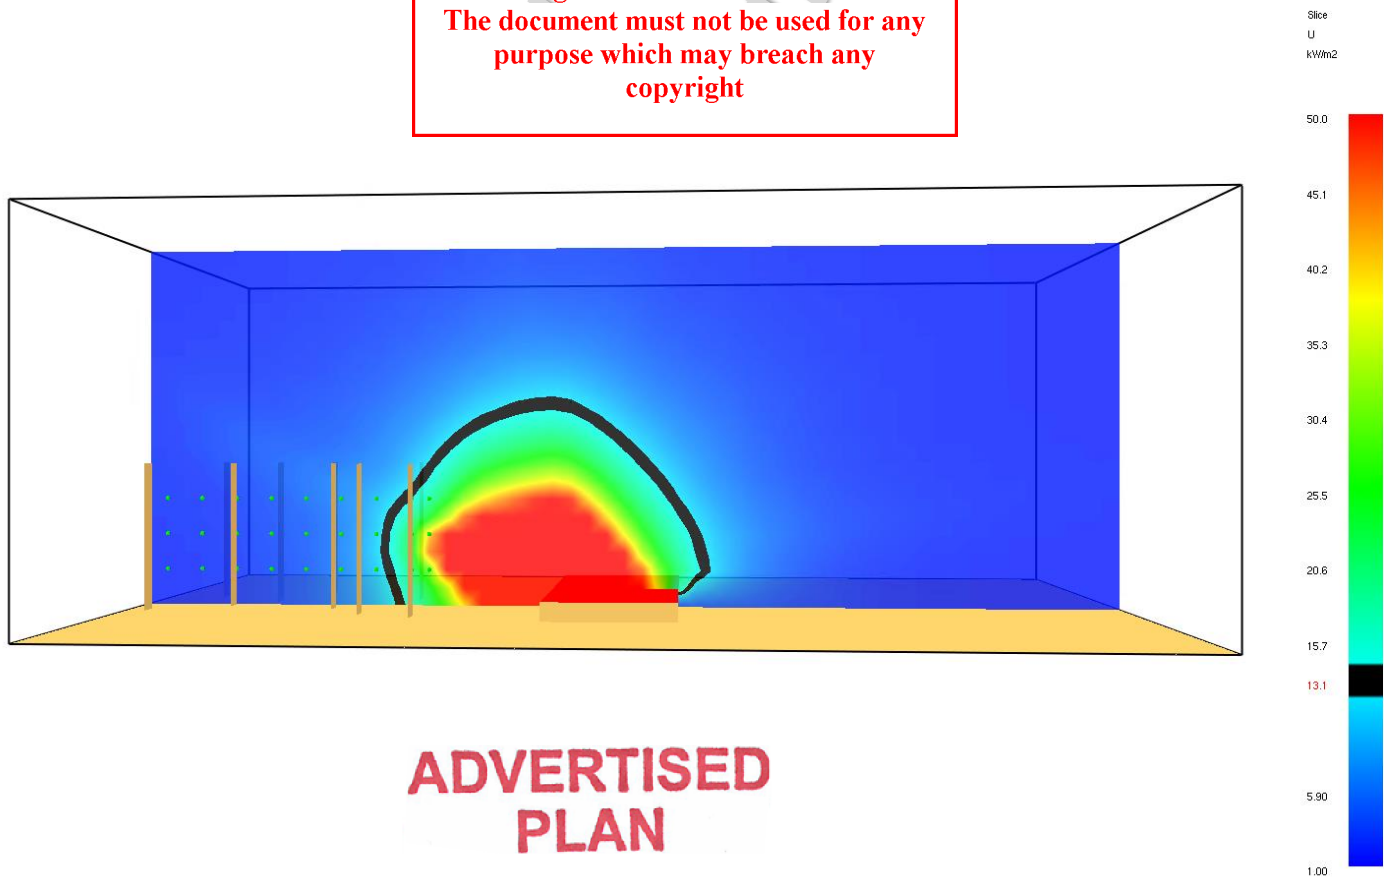 The document must not be used for any
purpose which may breach any
copyright
Slice
U
kW/m2
50.0
45.1
40.2
35.3
30.4
25.5
20.6
15.7
13.1
5.90
1.00
ADVERTISED
PLAN